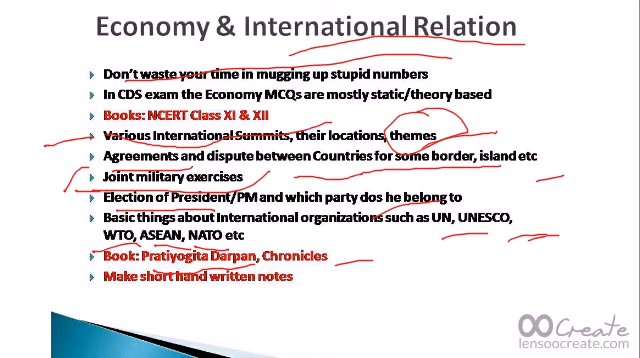 Economy & International Relation
Don't waste your time in mugging up stupid numbers
In CDS exam the Economy MCQs are mostly static/theory based
Books: NCERT Class XI & XII
Various International Summits, their locations, themes
Agreements and dispute between Countries for some border, island etc
Joint military exercises
Election of President/PM and which party dos he belong to
Basic things about International organizations such as UN, UNESCO,
WTO, ASEAN, NATO etc
Book: Pratiyogita Darpan, Chronicles
Make short hand written notes
Create
lensoocreate.com